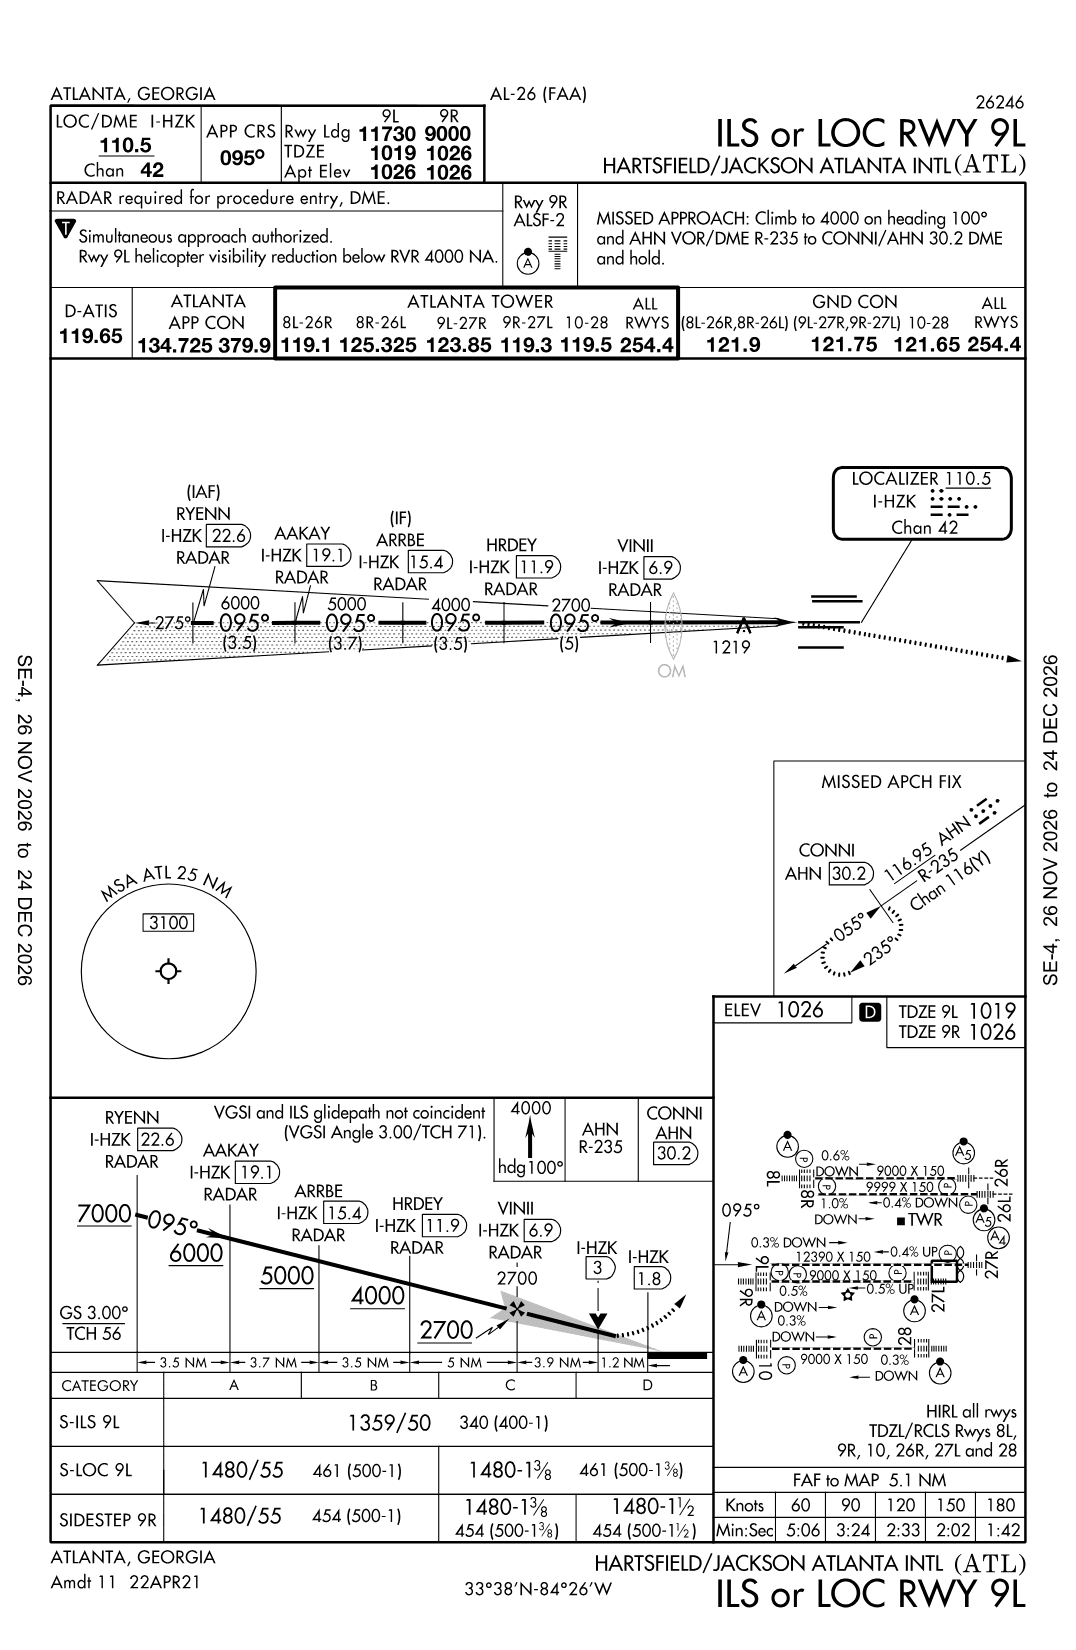 ATLANTA, GEORGIA
AL-26 (FAA)
26246
LOC/DME I-HZK
110.5
Chan 42
APP CRS
095°
9L 9R
Rwy Ldg 11730 9000
TDZE 1019 1026
Apt Elev 1026 1026
ILS or LOC RWY 9L
HARTSFIELD/JACKSON ATLANTA INTL (ATL)
RADAR required for procedure entry, DME.
T
Simultaneous approach authorized.
Rwy 9L helicopter visibility reduction below RVR 4000 NA.
Rwy 9R
ALSF-2
A
MISSED APPROACH: Climb to 4000 on heading 100°
and AHN VOR/DME R-235 to CONNI/AHN 30.2 DME
and hold.
D-ATIS
119.65
ATLANTA
APP CON
134.725 379.9
ATLANTA TOWER ALL
8L-26R 8R-26L 9L-27R 9R-27L 10-28 RWYS
119.1 125.325 123.85 119.3 119.5 254.4
GND CON ALL
(8L-26R,8R-26L) (9L-27R,9R-27L) 10-28 RWYS
121.9 121.75 121.65 254.4
LOCALIZER 110.5
I-HZK
Chan 42
(IAF)
RYENN
I-HZK 22.6
RADAR
AAKAY
I-HZK 19.1
RADAR
(IF)
ARRBE
I-HZK 15.4
RADAR
HRDEY
I-HZK 11.9
RADAR
VINII
I-HZK 6.9
RADAR
275°
6000
095°
(3.5)
5000
095°
(3.7)
4000
095°
(3.5)
2700
095°
(5)
OM
1219
SE-4, 26 NOV 2026 to 24 DEC 2026
SE-4, 26 NOV 2026 to 24 DEC 2026
MISSED APCH FIX
CONNI
AHN 30.2
116.95 AHN
R-235
Chan 116(Y)
055°
235°
MSA ATL 25 NM
3100
ELEV 1026
D
TDZE 9L 1019
TDZE 9R 1026
RYENN
I-HZK 22.6
RADAR
VGSI and ILS glidepath not coincident
(VGSI Angle 3.00/TCH 71).
4000
hdg100°
AHN
R-235
CONNI
AHN
30.2
AAKAY
I-HZK 19.1
RADAR
ARRBE
I-HZK 15.4
RADAR
HRDEY
I-HZK 11.9
RADAR
VINII
I-HZK 6.9
RADAR
2700
I-HZK
3
I-HZK
1.8
7000
095°
6000
5000
4000
2700
GS 3.00°
TCH 56
3.5 NM 3.7 NM 3.5 NM 5 NM 3.9 NM 1.2 NM
A
P
0.6%
DOWN
9000 X 150
A5
8L
26R
P
9999 X 150
P
8R
1.0%
DOWN
0.4% DOWN
P
26L
A5
TWR
A4
095°
0.3% DOWN
0.4% UP
P
12390 X 150
9L
27R
P P
9000 X 150
P
9R
0.5%
DOWN
0.5% UP
27L
A
A
0.3%
DOWN
P
28
10
P
9000 X 150
0.3%
DOWN
A
A
HIRL all rwys
TDZL/RCLS Rwys 8L,
9R, 10, 26R, 27L and 28
CATEGORY A B C D
S-ILS 9L 1359/50 340 (400-1)
S-LOC 9L 1480/55 461 (500-1) 1480-1⅜ 461 (500-1⅜)
SIDESTEP 9R 1480/55 454 (500-1) 1480-1⅜ 454 (500-1⅜) 1480-1½ 454 (500-1½)
FAF to MAP 5.1 NM
Knots 60 90 120 150 180
Min:Sec 5:06 3:24 2:33 2:02 1:42
ATLANTA, GEORGIA
Amdt 11 22APR21
33°38'N-84°26'W
HARTSFIELD/JACKSON ATLANTA INTL (ATL)
ILS or LOC RWY 9L